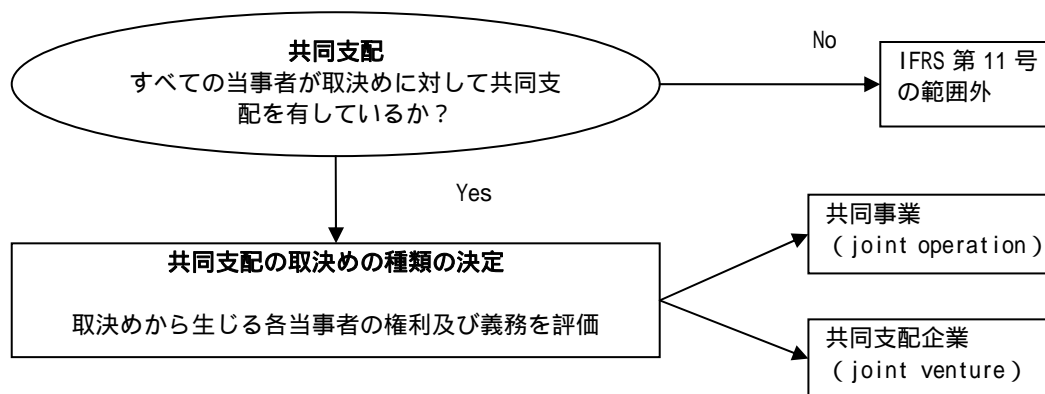 共同支配
すべての当事者が取決めに対して共同支
配を有しているか？
No
IFRS 第 11 号
の範囲外
Yes
共同支配の取決めの種類の決定
取決めから生じる各当事者の権利及び義務を評価
共同事業
（joint operation）
共同支配企業
（joint venture）